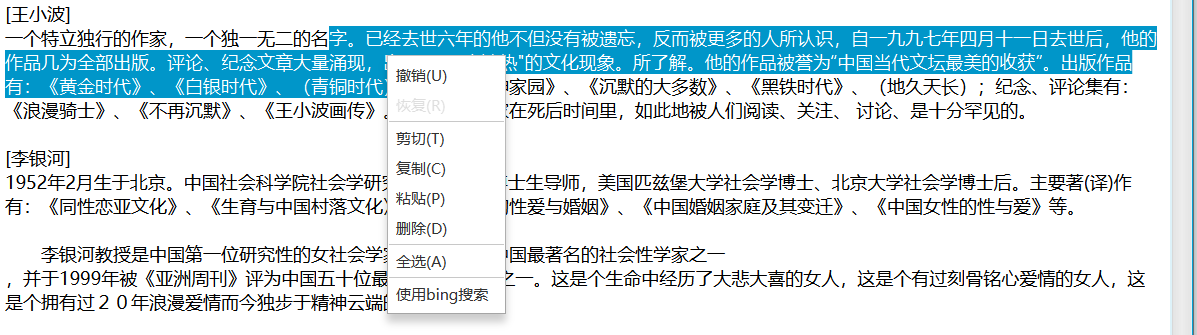 [王小波]
一个特立独行的作家，一个独一无二的名字。已经去世六年的他不但没有被遗忘，反而被更多的人所认识，自一九九七年四月十一日去世后，他的
作品几为全部出版。评论、纪念文章大量涌现，出 热"的文化现象。所了解。他的作品被誉为“中国当代文坛最美的收获”。出版作品
有：《黄金时代》、《白银时代》、（青铜时代 家园》、《沉默的大多数》、《黑铁时代》、（地久天长）；纪念、评论集有：
《浪漫骑士》、《不再沉默》、《王小波画传》。 在死后时间里，如此地被人们阅读、关注、 讨论、是十分罕见的。
[李银河]
1952年2月生于北京。中国社会科学院社会学研究 士生导师，美国匹兹堡大学社会学博士、北京大学社会学博士后。主要著(译)作
有：《同性恋亚文化》、《生育与中国村落文化》 性爱与婚姻》、《中国婚姻家庭及其变迁》、《中国女性的性与爱》等。
李银河教授是中国第一位研究性的女社会学家 国最著名的社会性学家之一
，并于1999年被《亚洲周刊》评为中国五十位最 之一。这是个生命中经历了大悲大喜的女人，这是个有过刻骨铭心爱情的女人，这
是个拥有过２０年浪漫爱情而今独步于精神云端的
撤销(U)
恢复(R)
剪切(T)
复制(C)
粘贴(P)
删除(D)
全选(A)
使用bing搜索